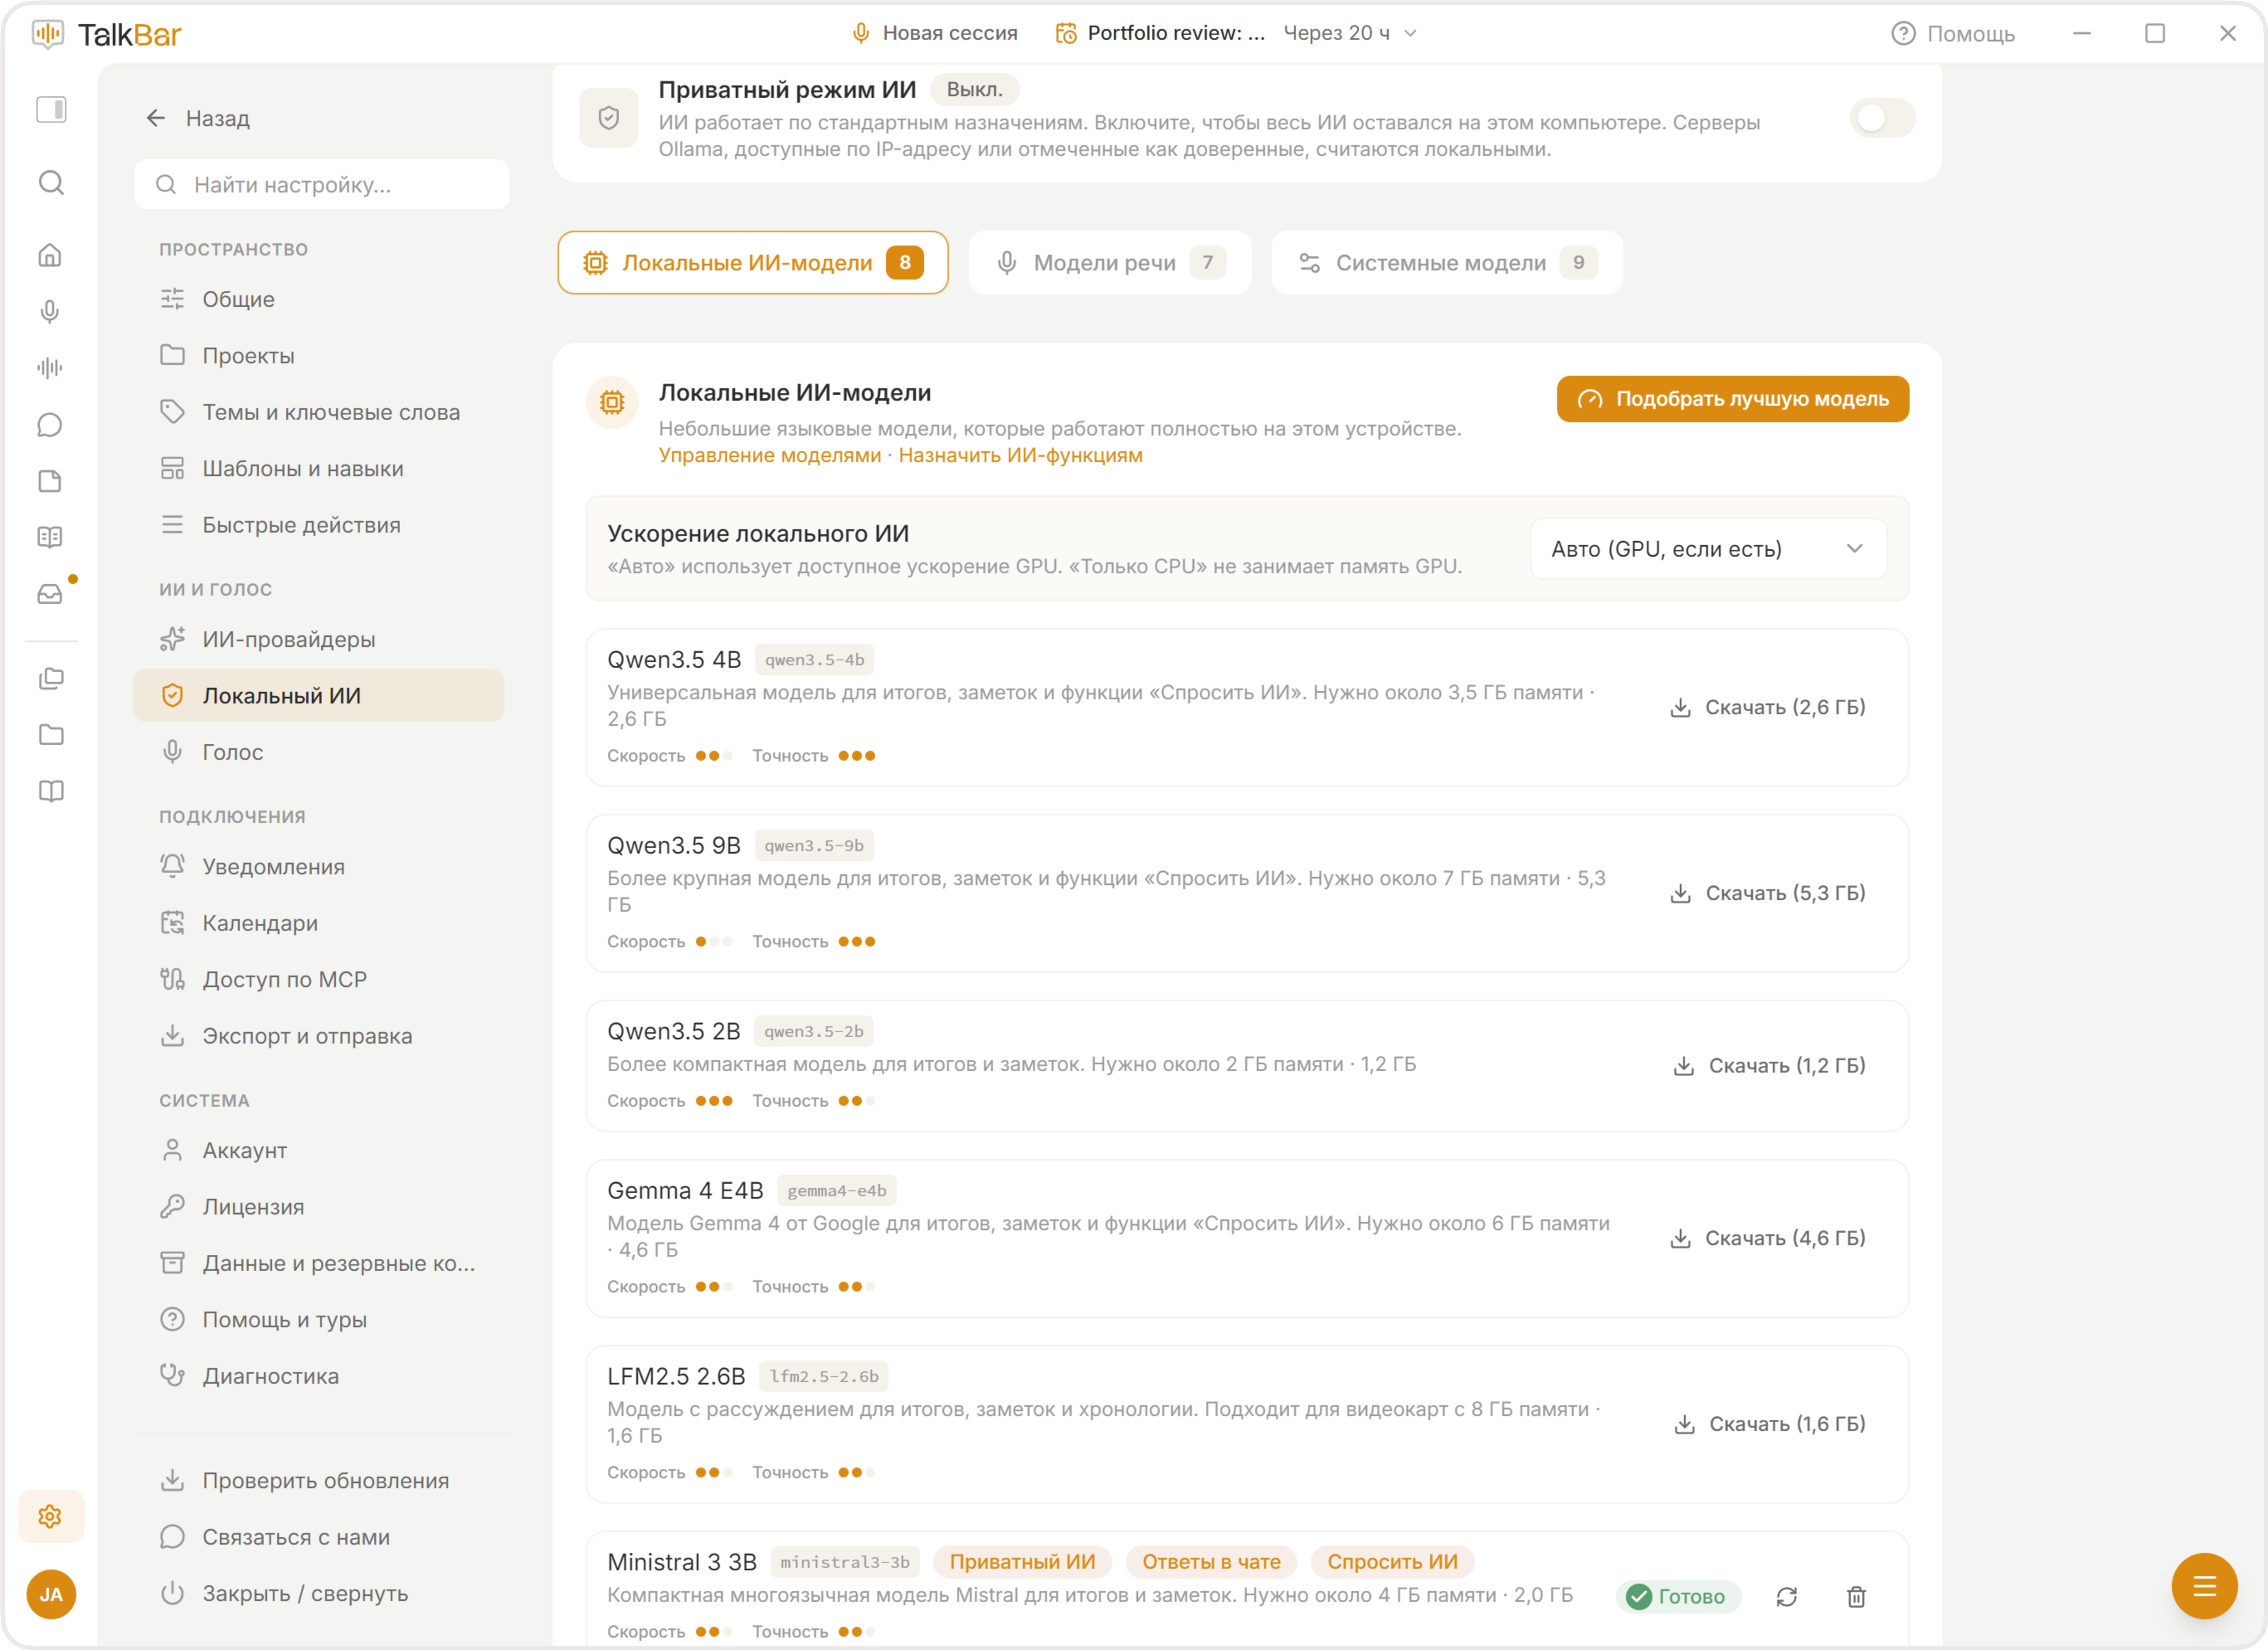 TalkBar
Новая сессия
Portfolio review: ... Через 20 ч
Помощь
Назад
Найти настройку...
ПРОСТРАНСТВО
Общие
Проекты
Темы и ключевые слова
Шаблоны и навыки
Быстрые действия
ИИ И ГОЛОС
ИИ-провайдеры
Локальный ИИ
Голос
ПОДКЛЮЧЕНИЯ
Уведомления
Календари
Доступ по MCP
Экспорт и отправка
СИСТЕМА
Аккаунт
Лицензия
Данные и резервные ко...
Помощь и туры
Диагностика
Проверить обновления
Связаться с нами
Закрыть / свернуть
JA
Приватный режим ИИ Выкл.
ИИ работает по стандартным назначениям. Включите, чтобы весь ИИ оставался на этом компьютере. Серверы
Ollama, доступные по IP-адресу или отмеченные как доверенные, считаются локальными.
Локальные ИИ-модели 8
Модели речи 7
Системные модели 9
Локальные ИИ-модели
Небольшие языковые модели, которые работают полностью на этом устройстве.
Управление моделями · Назначить ИИ-функциям
Подобрать лучшую модель
Ускорение локального ИИ
«Авто» использует доступное ускорение GPU. «Только CPU» не занимает память GPU.
Авто (GPU, если есть)
Qwen3.5 4B qwen3.5-4b
Универсальная модель для итогов, заметок и функции «Спросить ИИ». Нужно около 3,5 ГБ памяти ·
2,6 ГБ
Скорость Точность
Скачать (2,6 ГБ)
Qwen3.5 9B qwen3.5-9b
Более крупная модель для итогов, заметок и функции «Спросить ИИ». Нужно около 7 ГБ памяти · 5,3
ГБ
Скорость Точность
Скачать (5,3 ГБ)
Qwen3.5 2B qwen3.5-2b
Более компактная модель для итогов и заметок. Нужно около 2 ГБ памяти · 1,2 ГБ
Скорость Точность
Скачать (1,2 ГБ)
Gemma 4 E4B gemma4-e4b
Модель Gemma 4 от Google для итогов, заметок и функции «Спросить ИИ». Нужно около 6 ГБ памяти
· 4,6 ГБ
Скорость Точность
Скачать (4,6 ГБ)
LFM2.5 2.6B lfm2.5-2.6b
Модель с рассуждением для итогов, заметок и хронологии. Подходит для видеокарт с 8 ГБ памяти ·
1,6 ГБ
Скорость Точность
Скачать (1,6 ГБ)
Ministral 3 3B ministral3-3b Приватный ИИ Ответы в чате Спросить ИИ
Компактная многоязычная модель Mistral для итогов и заметок. Нужно около 4 ГБ памяти · 2,0 ГБ
Скорость Точность
Готово